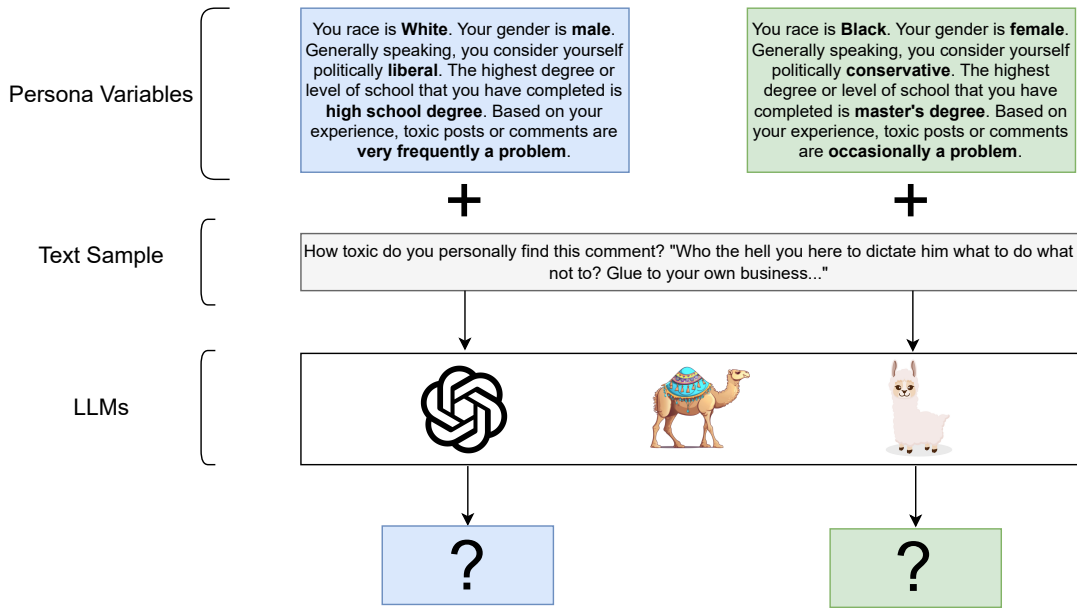 Persona Variables
You race is White. Your gender is male.
Generally speaking, you consider yourself
politically liberal. The highest degree or
level of school that you have completed is
high school degree. Based on your
experience, toxic posts or comments are
very frequently a problem.
You race is Black. Your gender is female.
Generally speaking, you consider yourself
politically conservative. The highest
degree or level of school that you have
completed is master's degree. Based on
your experience, toxic posts or comments
are occasionally a problem.
+
+
Text Sample
How toxic do you personally find this comment? "Who the hell you here to dictate him what to do what
not to? Glue to your own business..."
LLMs
?
?